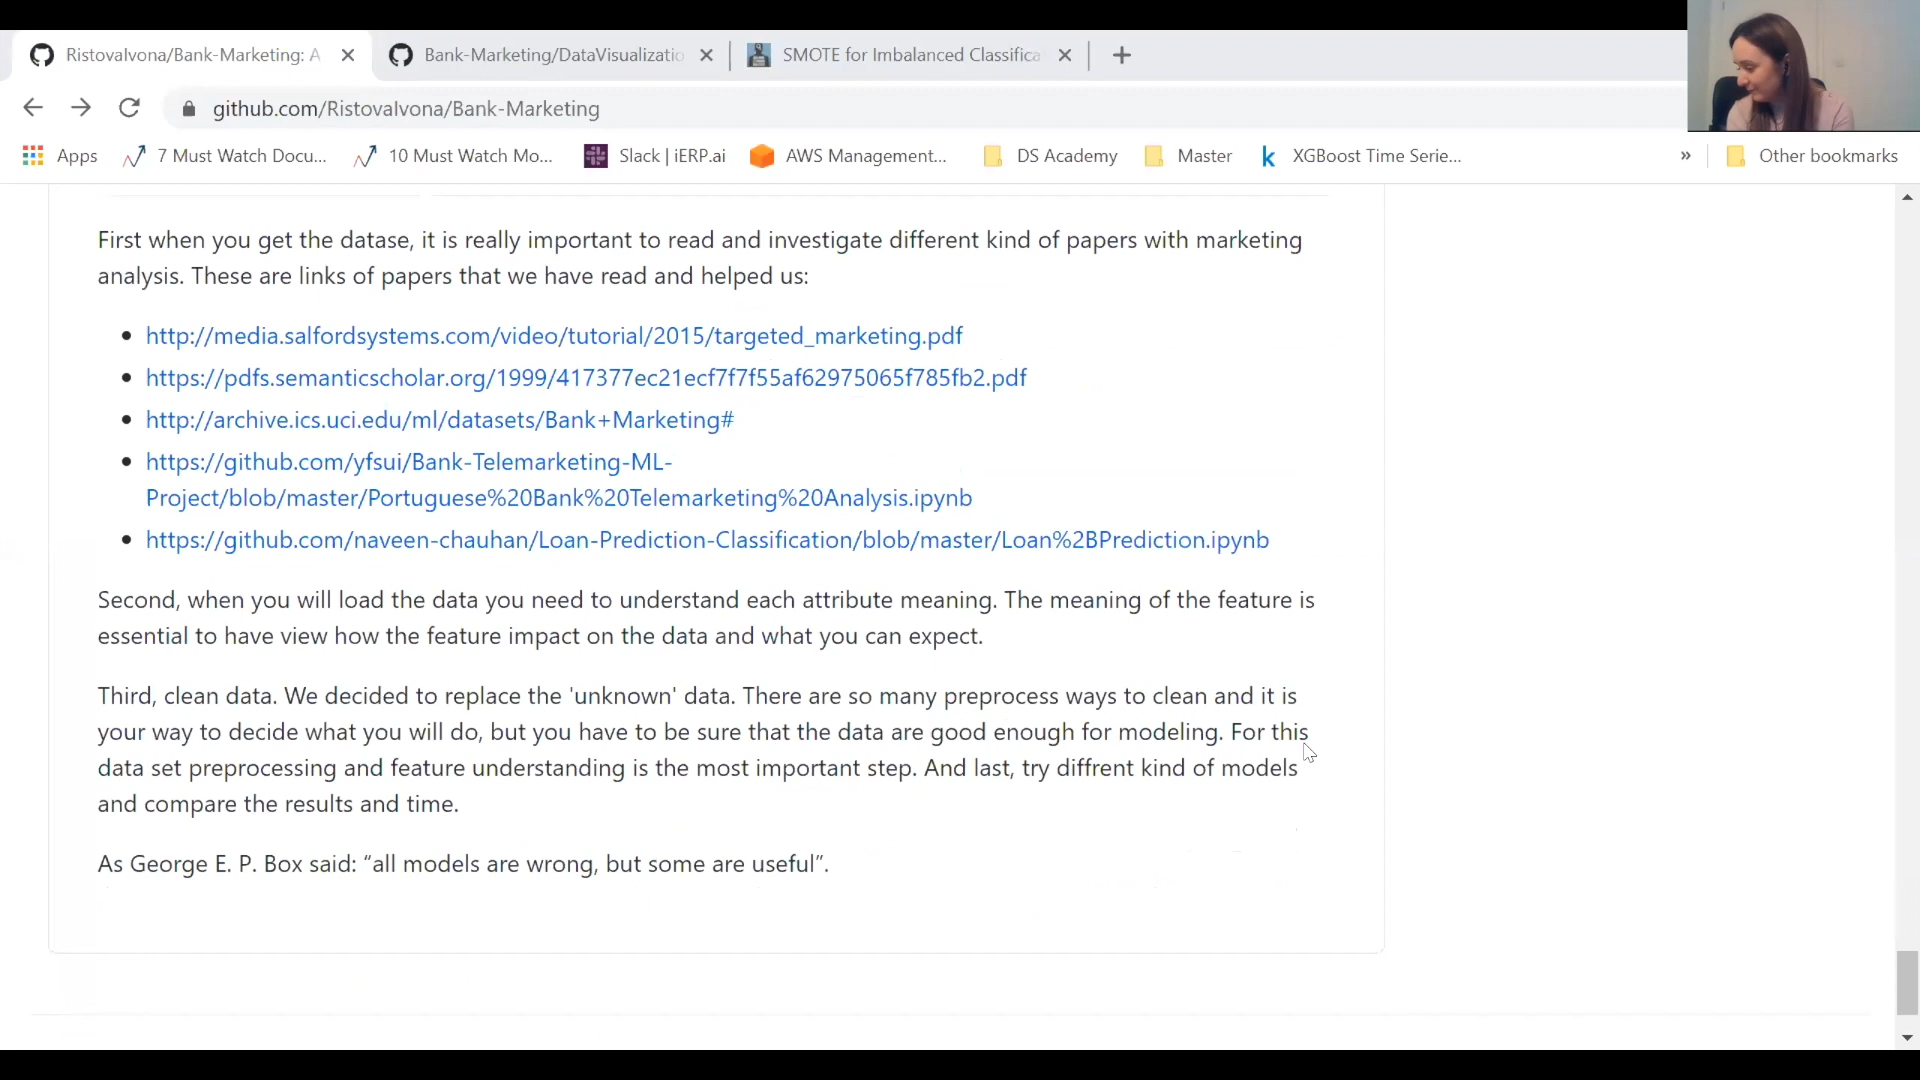 RistovaIvona/Bank-Marketing: A
Bank-Marketing/DataVisualizatio
SMOTE for Imbalanced Classifica
github.com/RistovaIvona/Bank-Marketing
Apps
7 Must Watch Docu...
10 Must Watch Mo...
Slack | iERP.ai
AWS Management...
DS Academy
Master
XGBoost Time Serie...
»
Other bookmarks
First when you get the datase, it is really important to read and investigate different kind of papers with marketing
analysis. These are links of papers that we have read and helped us:
http://media.salfordsystems.com/video/tutorial/2015/targeted_marketing.pdf
https://pdfs.semanticscholar.org/1999/417377ec21ecf7f7f55af62975065f785fb2.pdf
http://archive.ics.uci.edu/ml/datasets/Bank+Marketing#
https://github.com/yfsui/Bank-Telemarketing-ML-
Project/blob/master/Portuguese%20Bank%20Telemarketing%20Analysis.ipynb
https://github.com/naveen-chauhan/Loan-Prediction-Classification/blob/master/Loan%2BPrediction.ipynb
Second, when you will load the data you need to understand each attribute meaning. The meaning of the feature is
essential to have view how the feature impact on the data and what you can expect.
Third, clean data. We decided to replace the 'unknown' data. There are so many preprocess ways to clean and it is
your way to decide what you will do, but you have to be sure that the data are good enough for modeling. For this
data set preprocessing and feature understanding is the most important step. And last, try diffrent kind of models
and compare the results and time.
As George E. P. Box said: “all models are wrong, but some are useful”.